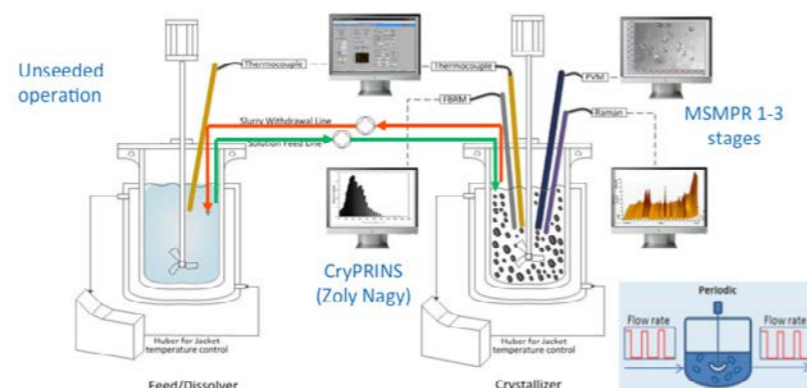 Unseeded
operation
Thermocouple
Thermocouple
PVM
FBRM
Raman
MSMPR 1-3
stages
Slurry Withdrawal Line
Solution Feed Line
CryPRINS
(Zoly Nagy)
Huber for Jacket
temperature control
Huber for Jacket
temperature control
Feed/Dissolver
Crystallizer
Periodic
Flow rate
Flow rate